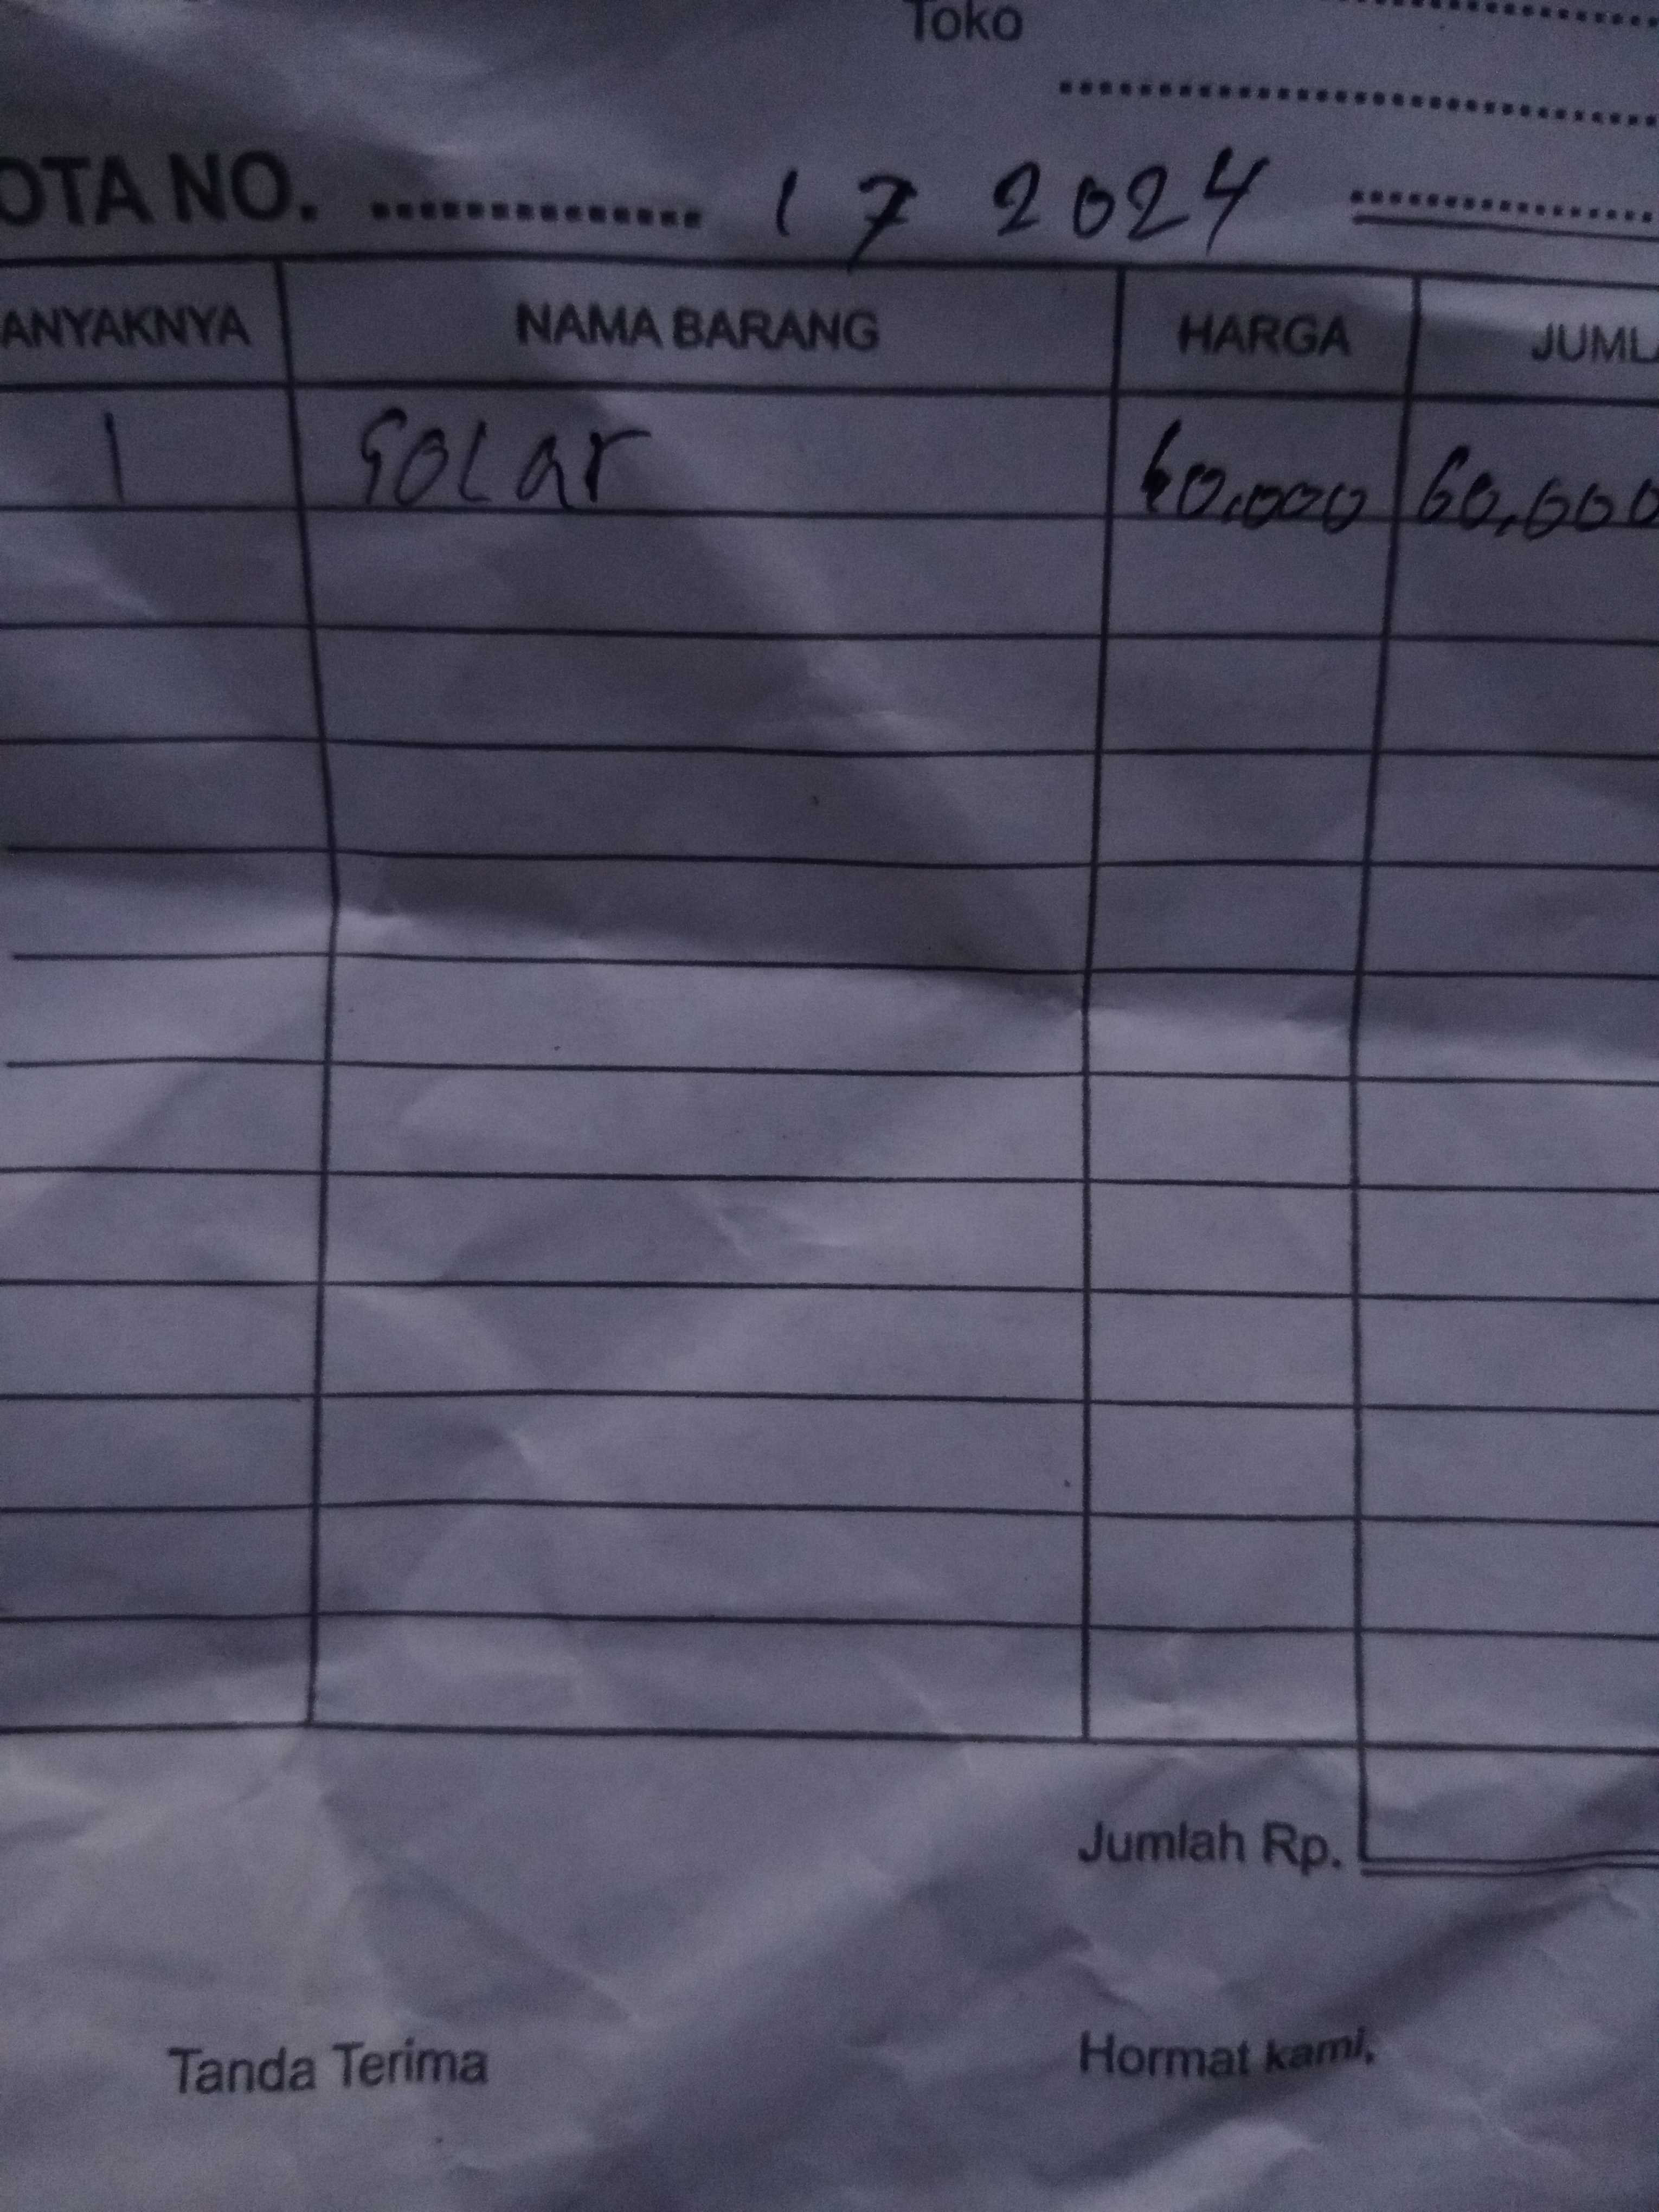 Toko
OTA NO. .............. 1 7 2024
ANYAKNYA NAMA BARANG HARGA JUML
1 SOLar 60.000 60.000
Jumlah Rp.
Tanda Terima Hormat kami,